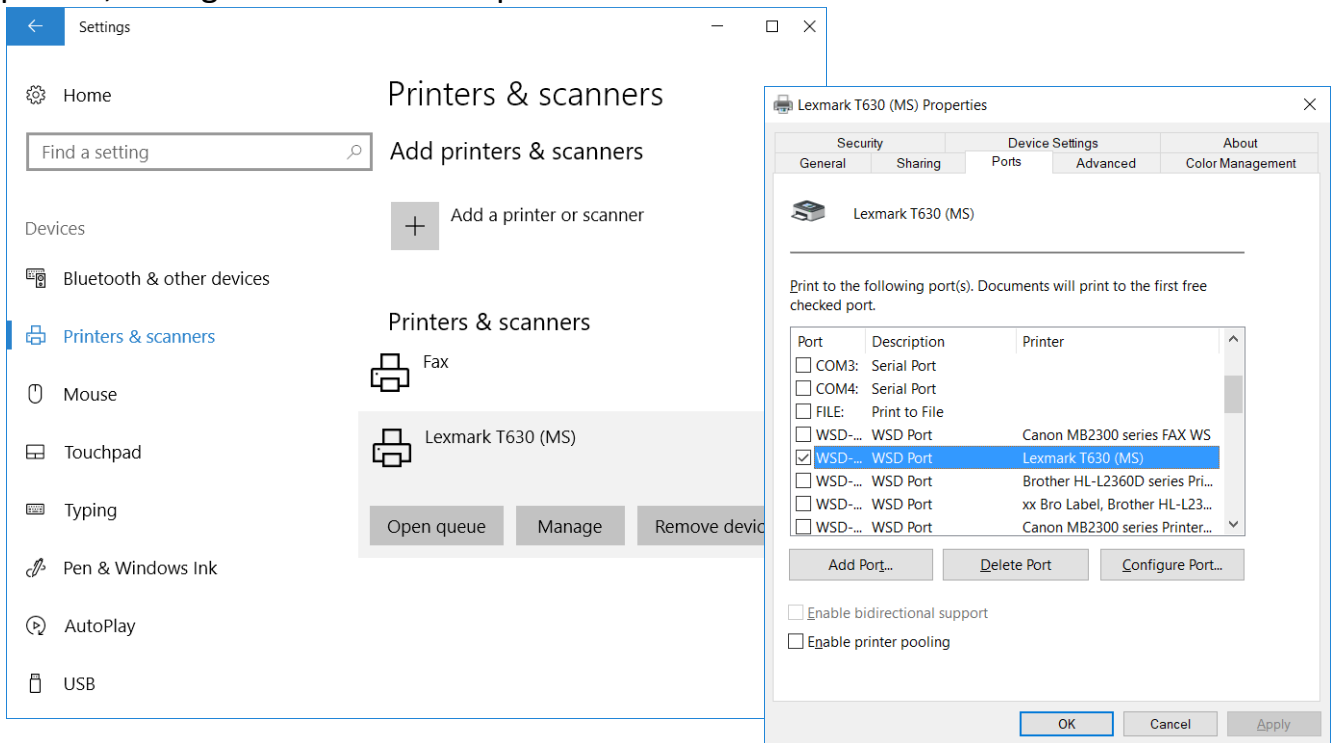 Settings
Home
Find a setting
Devices
Bluetooth & other devices
Printers & scanners
Mouse
Touchpad
Typing
Pen & Windows Ink
AutoPlay
USB
Printers & scanners
Add printers & scanners
Add a printer or scanner
Printers & scanners
Fax
Lexmark T630 (MS)
Open queue Manage Remove devic
Lexmark T630 (MS) Properties
Security Device Settings About
General Sharing Ports Advanced Color Management
Lexmark T630 (MS)
Print to the following port(s). Documents will print to the first free
checked port.
Port Description Printer
COM3: Serial Port
COM4: Serial Port
FILE: Print to File
WSD-... WSD Port Canon MB2300 series FAX WS
WSD-... WSD Port Lexmark T630 (MS)
WSD-... WSD Port Brother HL-L2360D series Pri...
WSD-... WSD Port xx Bro Label, Brother HL-L23...
WSD-... WSD Port Canon MB2300 series Printer...
Add Port... Delete Port Configure Port...
Enable bidirectional support
Enable printer pooling
OK Cancel Apply